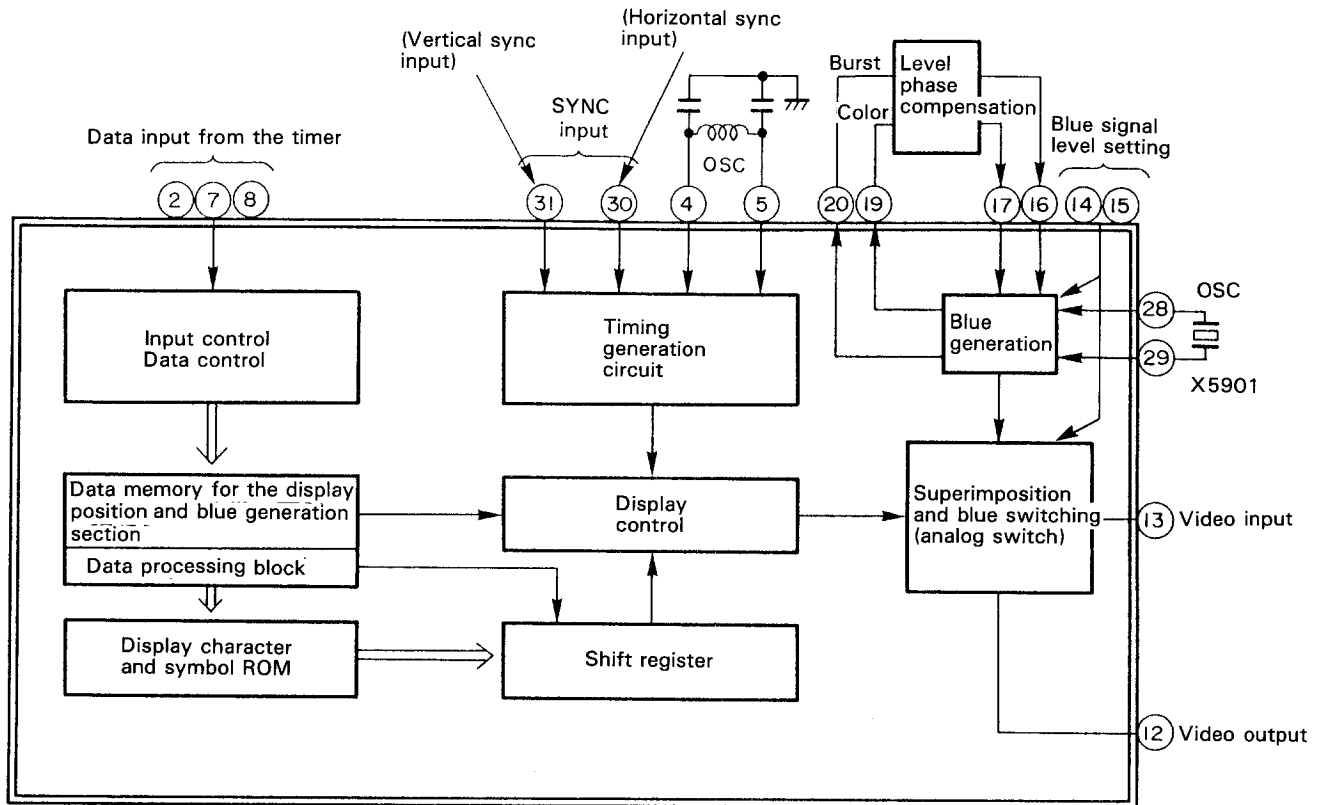 (Vertical sync
input)
(Horizontal sync
input)
SYNC
input
OSC
Burst
Color
Level
phase
compensation
Blue signal
level setting
Data input from the timer
2 7 8
31
30
4
5
20
19
17
16
14
15
Input control
Data control
Timing
generation
circuit
Blue
generation
28
29
OSC
X5901
Data memory for the display
position and blue generation
section
Data processing block
Display
control
Superimposition
and blue switching
(analog switch)
13 Video input
Display character
and symbol ROM
Shift register
12 Video output